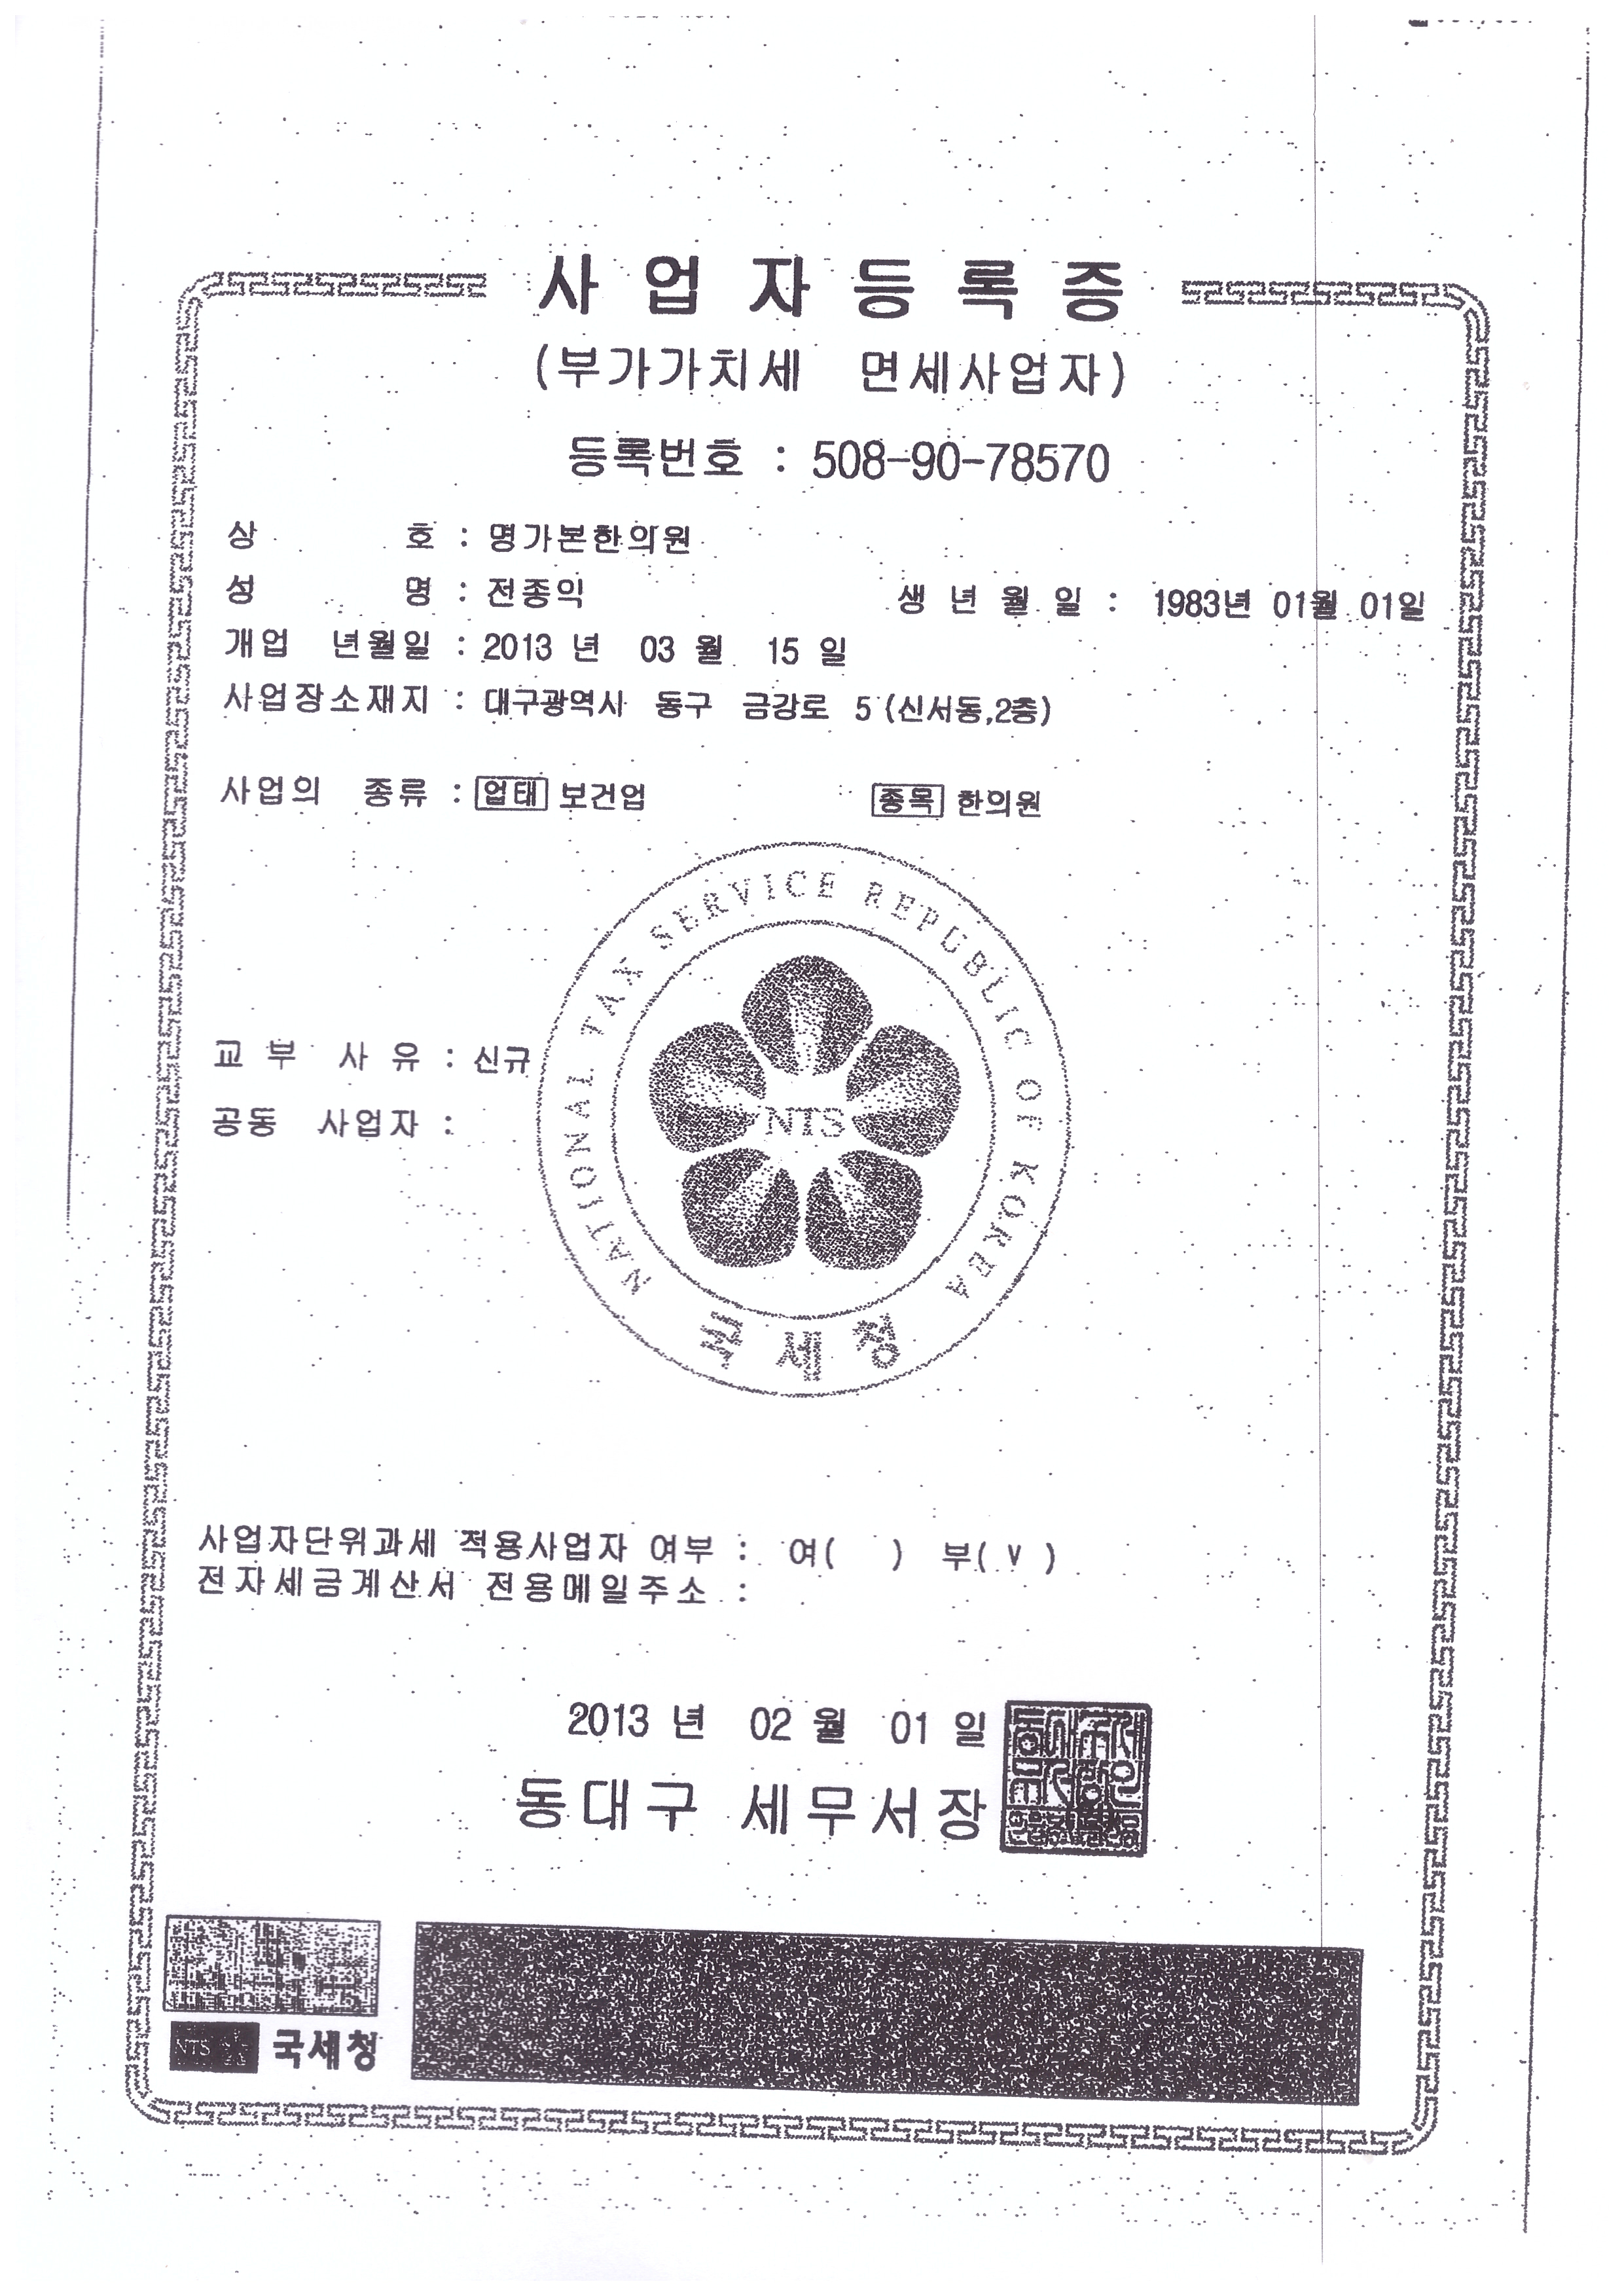 사업자등록증
(부가가치세 면세사업자)
등록번호 : 508-90-78570
상 호 : 명가본한의원
성 명 : 전종익 생년월일 : 1983년 01월 01일
개업 년월일 : 2013 년 03 월 15 일
사업장소재지 : 대구광역시 동구 금강로 5 (신서동,2층)
사업의 종류 : 업태 보건업 종목 한의원
NATIONAL TAX SERVICE REPUBLIC OF KOREA
NTS
교부사유 : 신규
공동 사업자 :
국세청
사업자단위과세 적용사업자 여부 : 여( ) 부( v )
전자세금계산서 전용메일주소 :
2013 년 02 월 01 일
동대구 세무서장
NTS 국세청